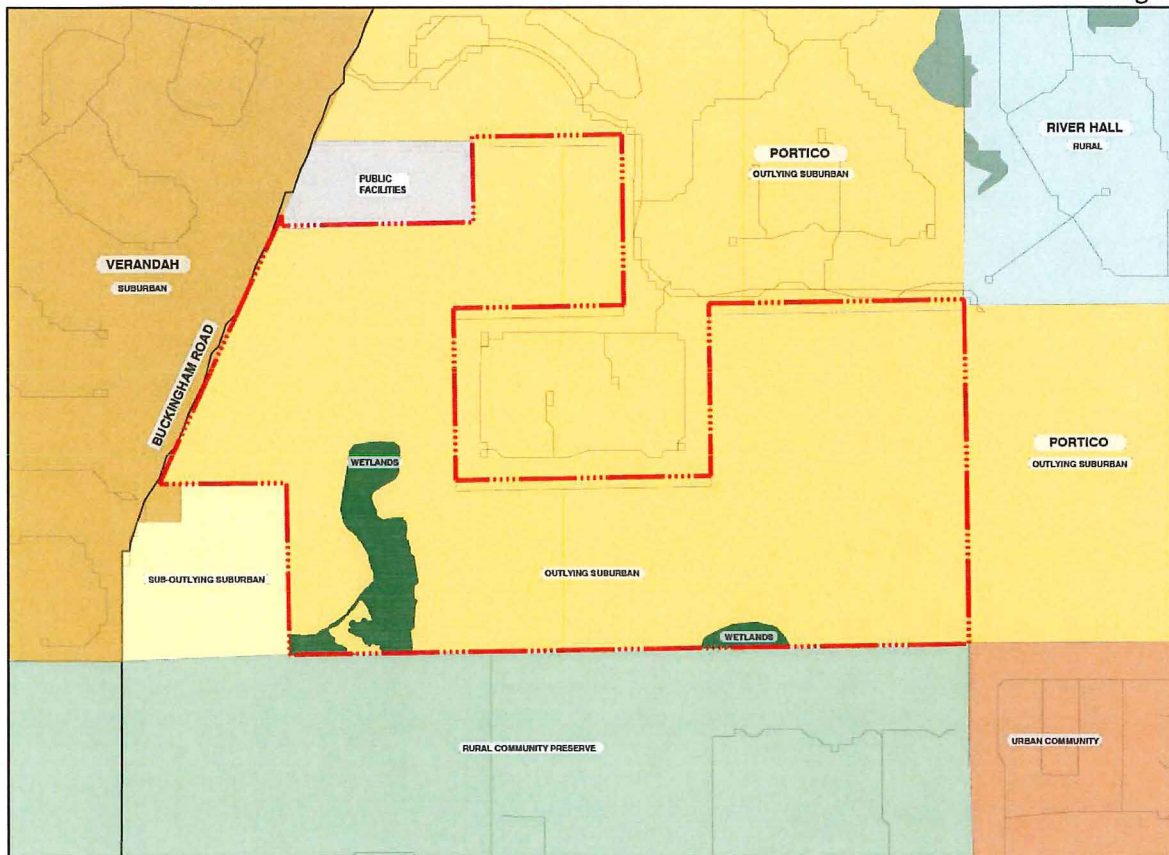 RIVER HALL
RURAL
PORTICO
OUTLYING SUBURBAN
PUBLIC
FACILITIES
VERANDAH
SUBURBAN
BUCKINGHAM ROAD
PORTICO
OUTLYING SUBURBAN
WETLANDS
SUB-OUTLYING SUBURBAN
OUTLYING SUBURBAN
WETLANDS
RURAL COMMUNITY PRESERVE
URBAN COMMUNITY